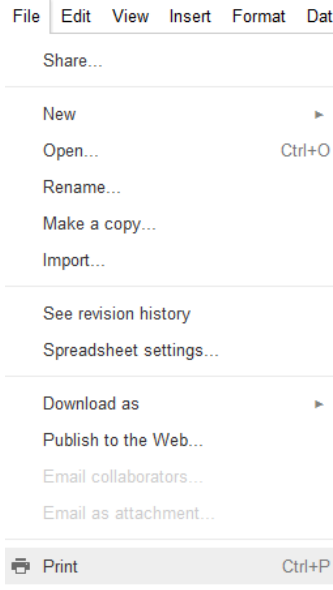 File Edit View Insert Format Dat
Share...
New
Open... Ctrl+O
Rename...
Make a copy...
Import...
See revision history
Spreadsheet settings...
Download as
Publish to the Web...
Email collaborators...
Email as attachment...
Print Ctrl+P